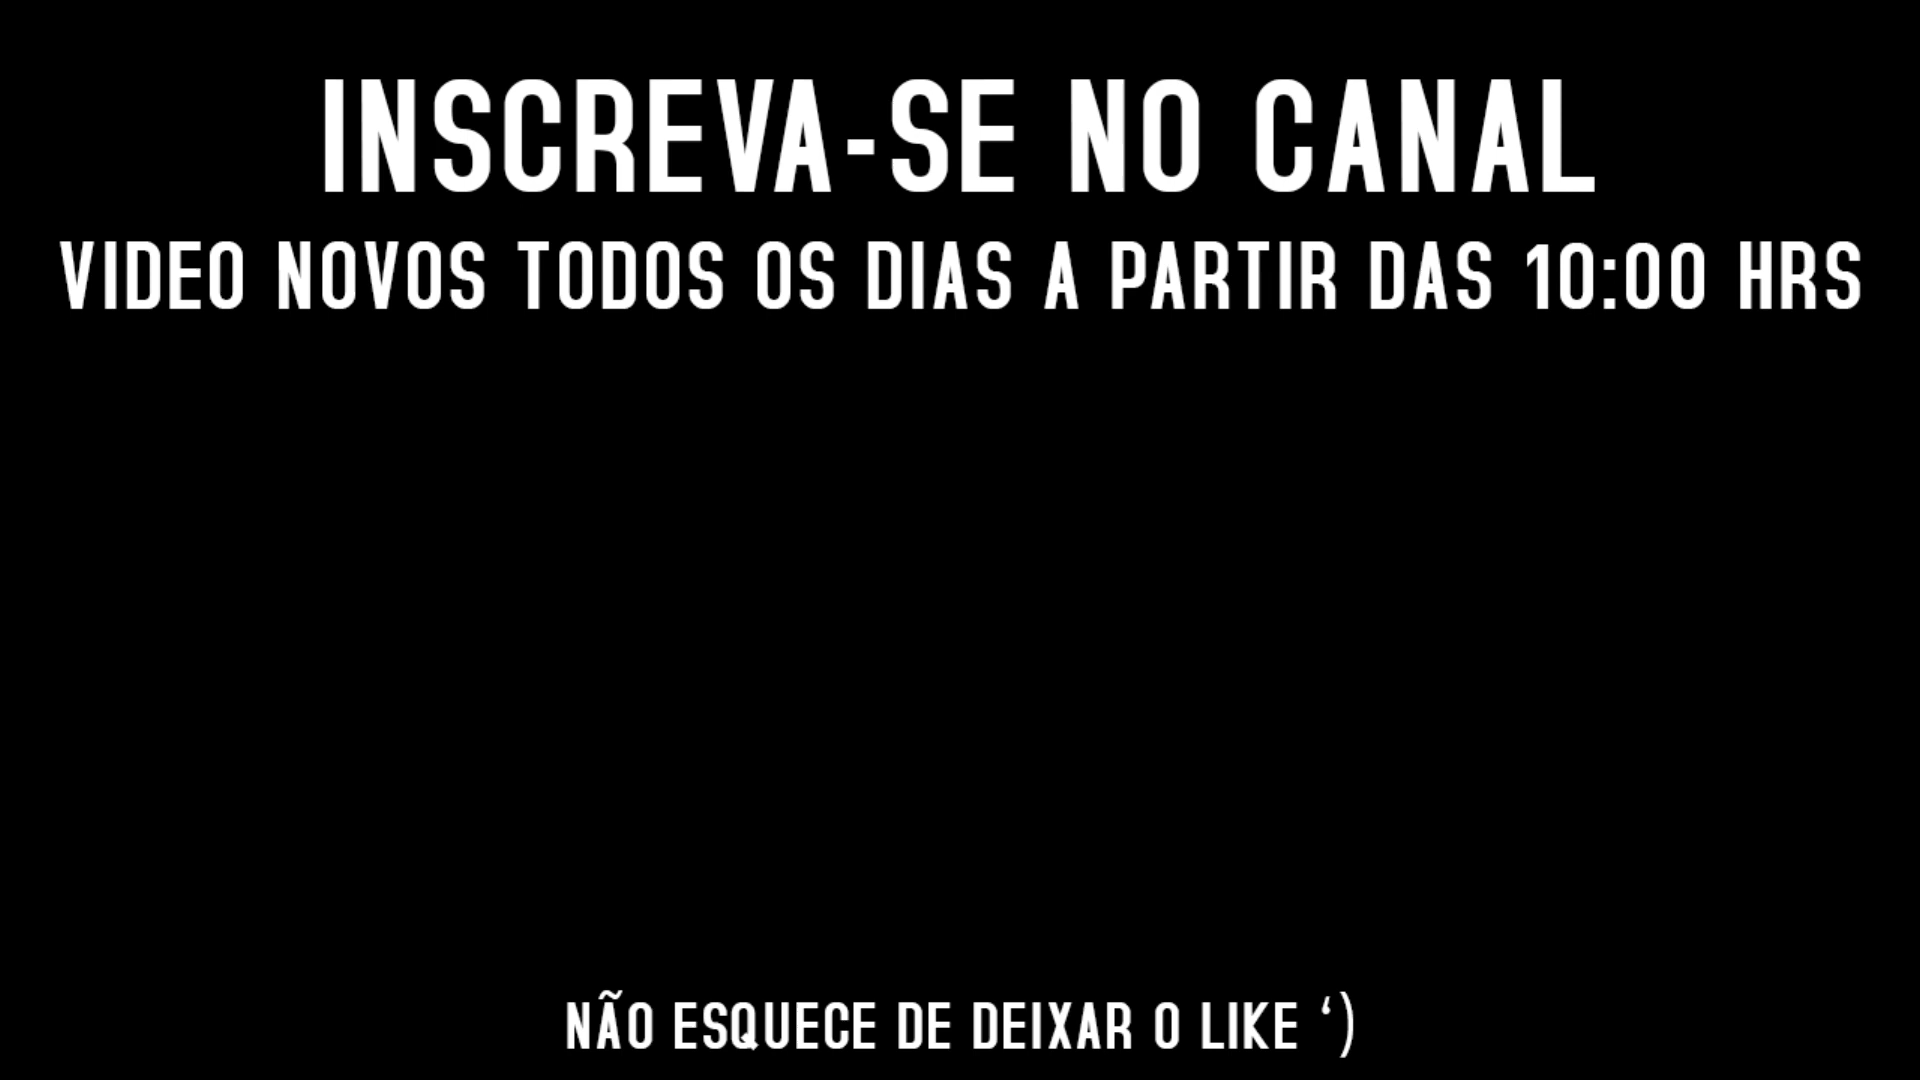 INSCREVA-SE NO CANAL
VIDEO NOVOS TODOS OS DIAS A PARTIR DAS 10:00 HRS
NÃO ESQUECE DE DEIXAR O LIKE ‘)